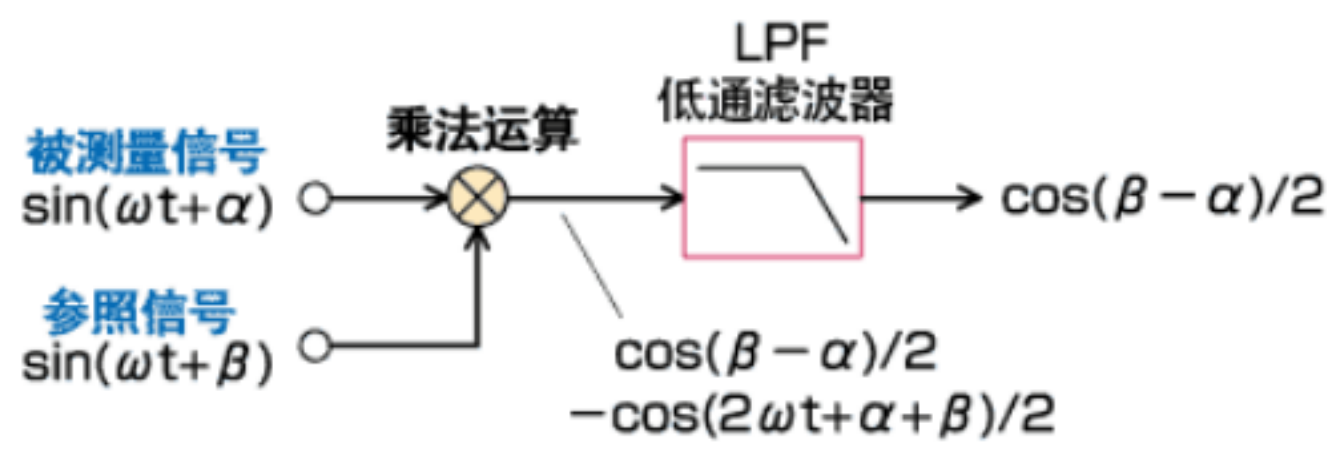 LPF
低通滤波器
乘法运算
被测量信号
sin(ωt+α)
cos(β－α)/2
参照信号
sin(ωt+β)
cos(β－α)/2
－cos(2ωt+α+β)/2